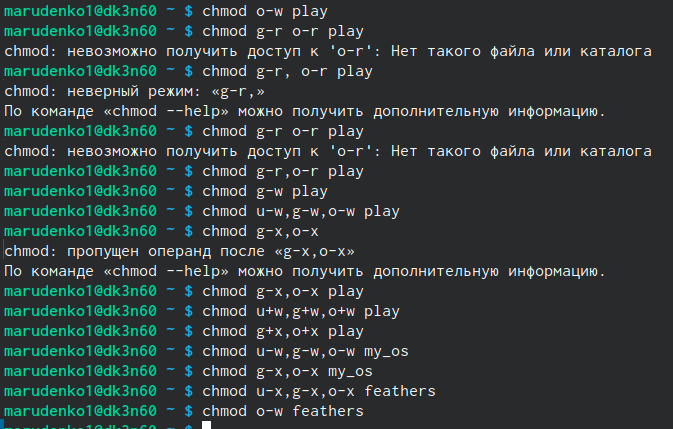 marudenko1@dk3n60 ~ $ chmod o-w play
marudenko1@dk3n60 ~ $ chmod g-r o-r play
chmod: невозможно получить доступ к 'o-r': Нет такого файла или каталога
marudenko1@dk3n60 ~ $ chmod g-r, o-r play
chmod: неверный режим: «g-r,»
По команде «chmod --help» можно получить дополнительную информацию.
marudenko1@dk3n60 ~ $ chmod g-r o-r play
chmod: невозможно получить доступ к 'o-r': Нет такого файла или каталога
marudenko1@dk3n60 ~ $ chmod g-r,o-r play
marudenko1@dk3n60 ~ $ chmod g-w play
marudenko1@dk3n60 ~ $ chmod u-w,g-w,o-w play
marudenko1@dk3n60 ~ $ chmod g-x,o-x
chmod: пропущен операнд после «g-x,o-x»
По команде «chmod --help» можно получить дополнительную информацию.
marudenko1@dk3n60 ~ $ chmod g-x,o-x play
marudenko1@dk3n60 ~ $ chmod u+w,g+w,o+w play
marudenko1@dk3n60 ~ $ chmod g+x,o+x play
marudenko1@dk3n60 ~ $ chmod u-w,g-w,o-w my_os
marudenko1@dk3n60 ~ $ chmod g-x,o-x my_os
marudenko1@dk3n60 ~ $ chmod u-x,g-x,o-x feathers
marudenko1@dk3n60 ~ $ chmod o-w feathers
marudenko1@dk3n60 ~ $